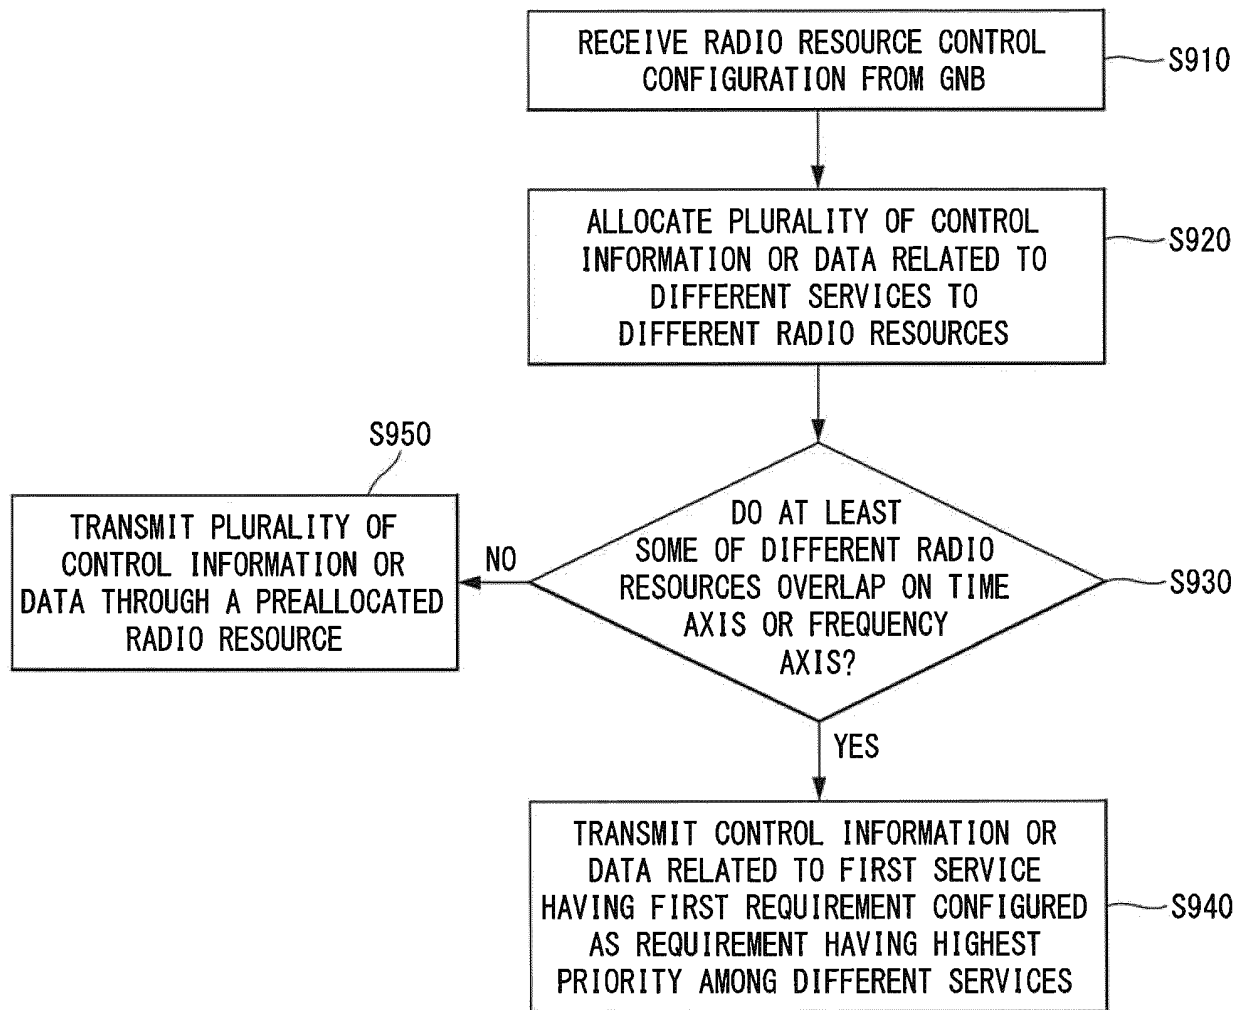 RECEIVE RADIO RESOURCE CONTROL
CONFIGURATION FROM GNB
S910
ALLOCATE PLURALITY OF CONTROL
INFORMATION OR DATA RELATED TO
DIFFERENT SERVICES TO
DIFFERENT RADIO RESOURCES
S920
DO AT LEAST
SOME OF DIFFERENT RADIO
RESOURCES OVERLAP ON TIME
AXIS OR FREQUENCY
AXIS?
S930
NO
S950
TRANSMIT PLURALITY OF
CONTROL INFORMATION OR
DATA THROUGH A PREALLOCATED
RADIO RESOURCE
YES
TRANSMIT CONTROL INFORMATION OR
DATA RELATED TO FIRST SERVICE
HAVING FIRST REQUIREMENT CONFIGURED
AS REQUIREMENT HAVING HIGHEST
PRIORITY AMONG DIFFERENT SERVICES
S940